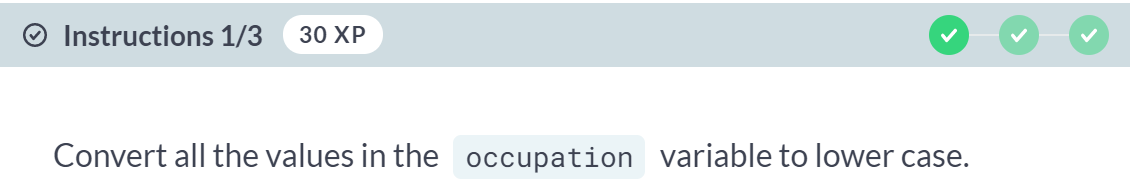 Instructions 1/3 30 XP
Convert all the values in the occupation variable to lower case.